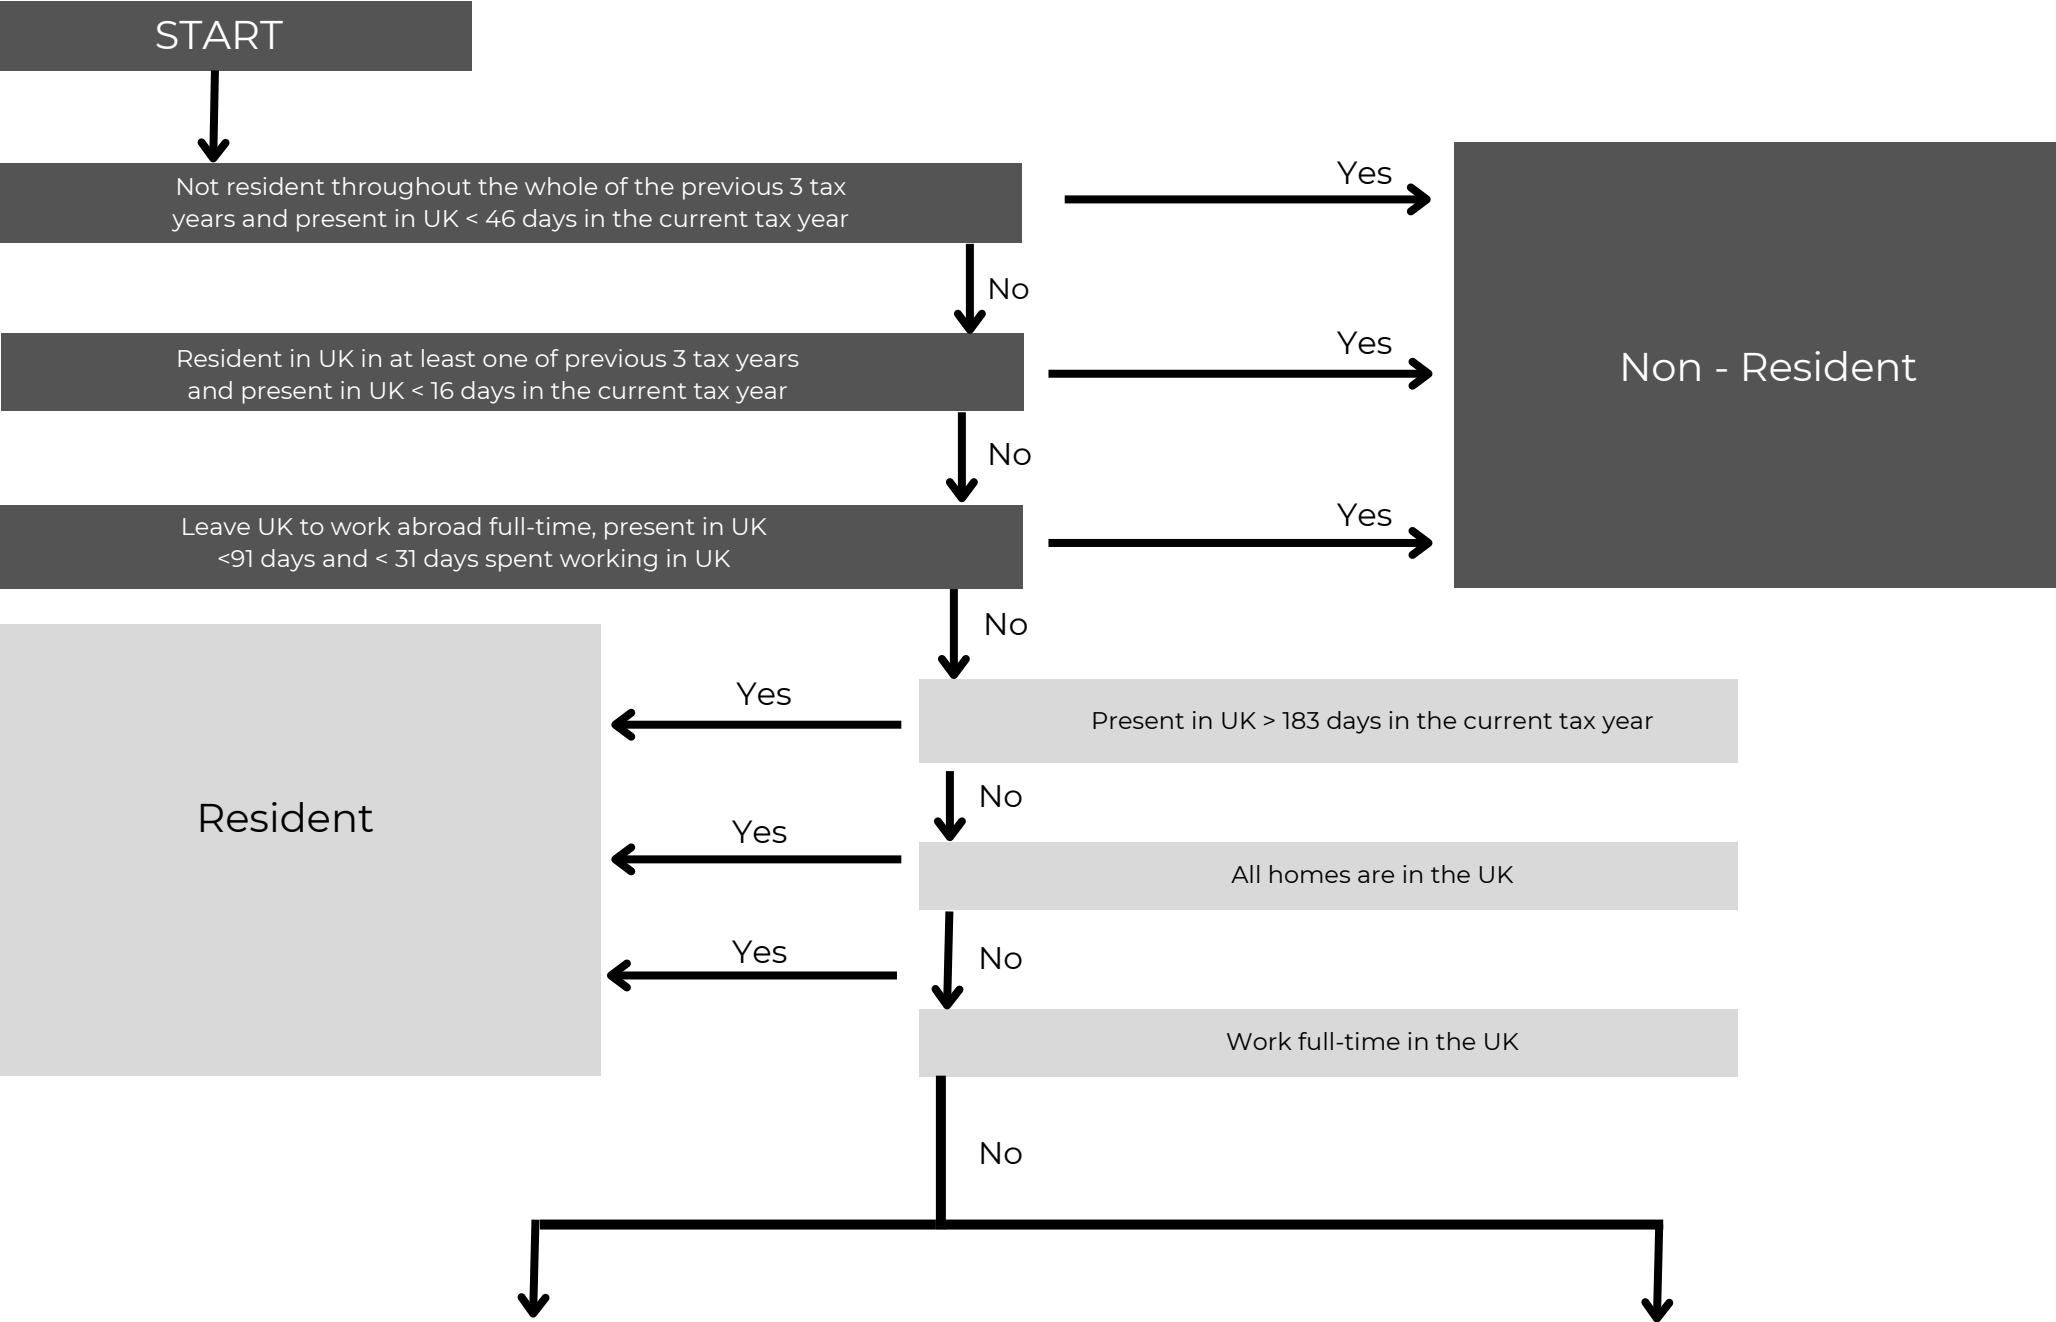 START
Yes
Not resident throughout the whole of the previous 3 tax
years and present in UK < 46 days in the current tax year
No
Yes
Resident in UK in at least one of previous 3 tax years
and present in UK < 16 days in the current tax year
Non - Resident
No
Yes
Leave UK to work abroad full-time, present in UK
<91 days and < 31 days spent working in UK
No
Yes
Present in UK > 183 days in the current tax year
No
Resident
Yes
All homes are in the UK
Yes
No
Work full-time in the UK
No